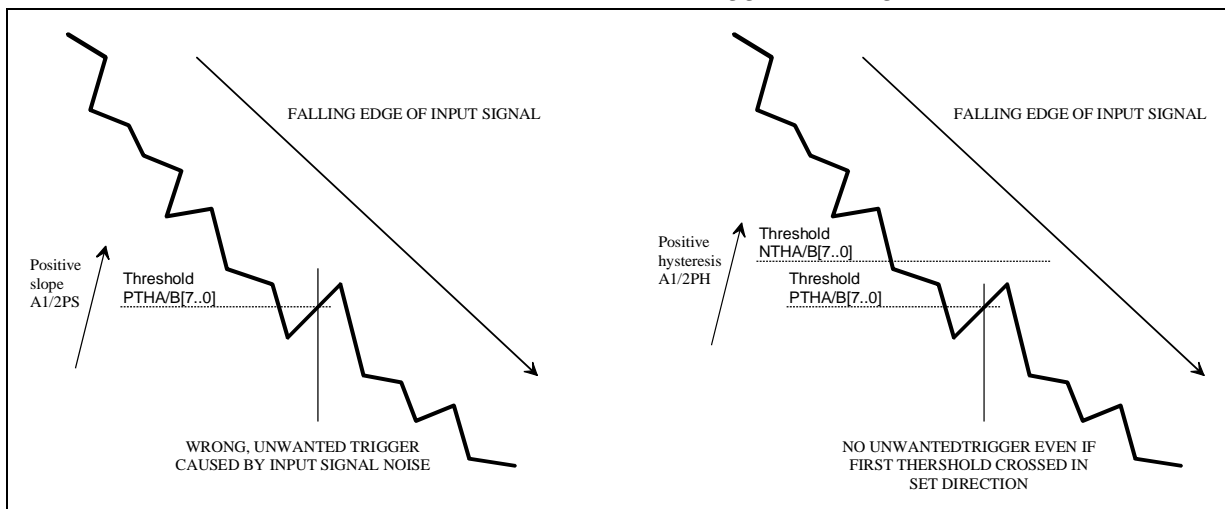 FALLING EDGE OF INPUT SIGNAL
Positive
slope
A1/2PS
Threshold
PTHA/B[7..0]
WRONG, UNWANTED TRIGGER
CAUSED BY INPUT SIGNAL NOISE
FALLING EDGE OF INPUT SIGNAL
Positive
hysteresis
A1/2PH
Threshold
NTHA/B[7..0]
Threshold
PTHA/B[7..0]
NO UNWANTEDTRIGGER EVEN IF
FIRST THERSHOLD CROSSED IN
SET DIRECTION